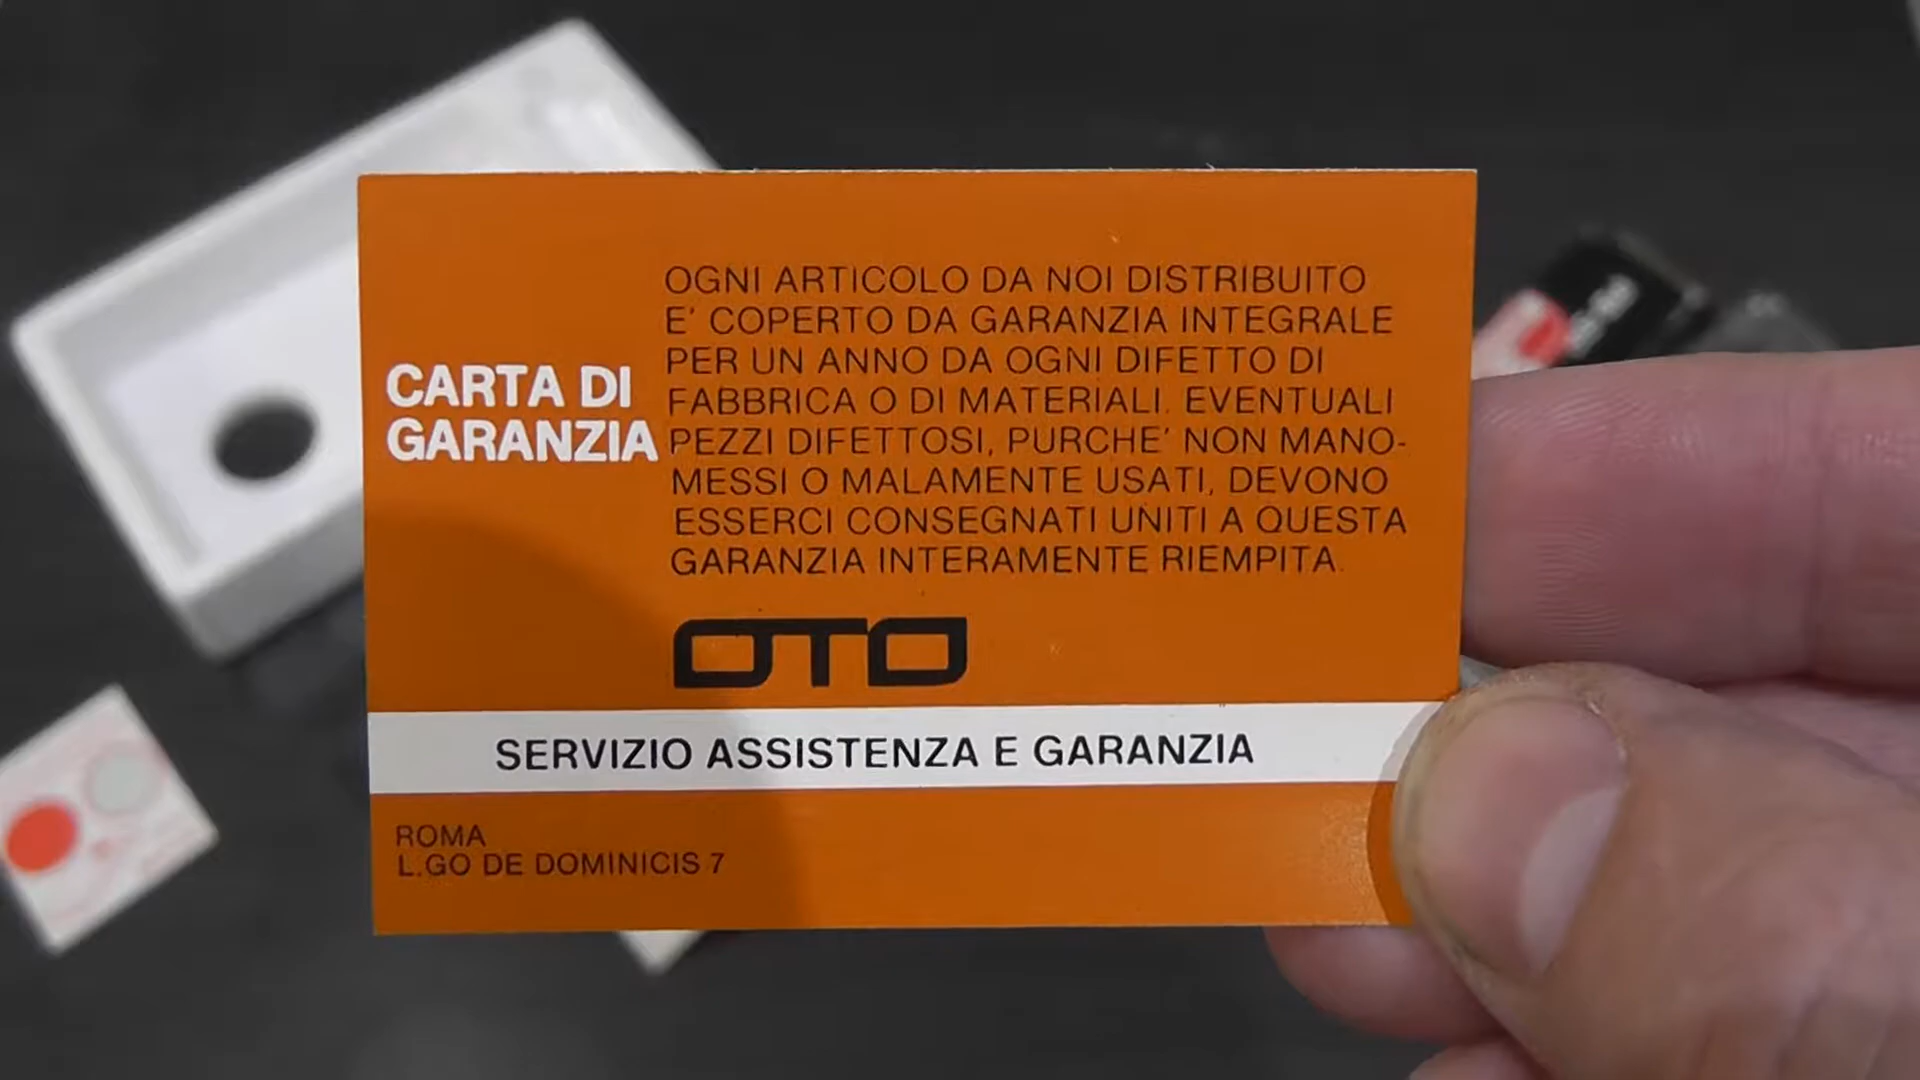 CARTA DI
GARANZIA
OGNI ARTICOLO DA NOI DISTRIBUITO
E' COPERTO DA GARANZIA INTEGRALE
PER UN ANNO DA OGNI DIFETTO DI
FABBRICA O DI MATERIALI. EVENTUALI
PEZZI DIFETTOSI, PURCHE' NON MANO-
MESSI O MALAMENTE USATI, DEVONO
ESSERCI CONSEGNATI UNITI A QUESTA
GARANZIA INTERAMENTE RIEMPITA.
OTO
SERVIZIO ASSISTENZA E GARANZIA
ROMA
L.GO DE DOMINICIS 7